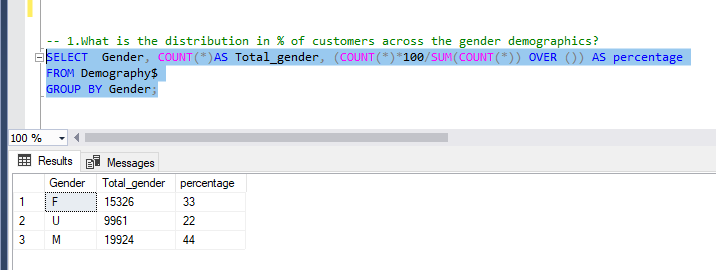 -- 1.What is the distribution in % of customers across the gender demographics?
SELECT  Gender, COUNT(*)AS Total_gender, (COUNT(*)*100/SUM(COUNT(*)) OVER ()) AS percentage
FROM Demography$
GROUP BY Gender;
100 %
Results Messages
Gender Total_gender percentage
1 F 15326 33
2 U 9961 22
3 M 19924 44